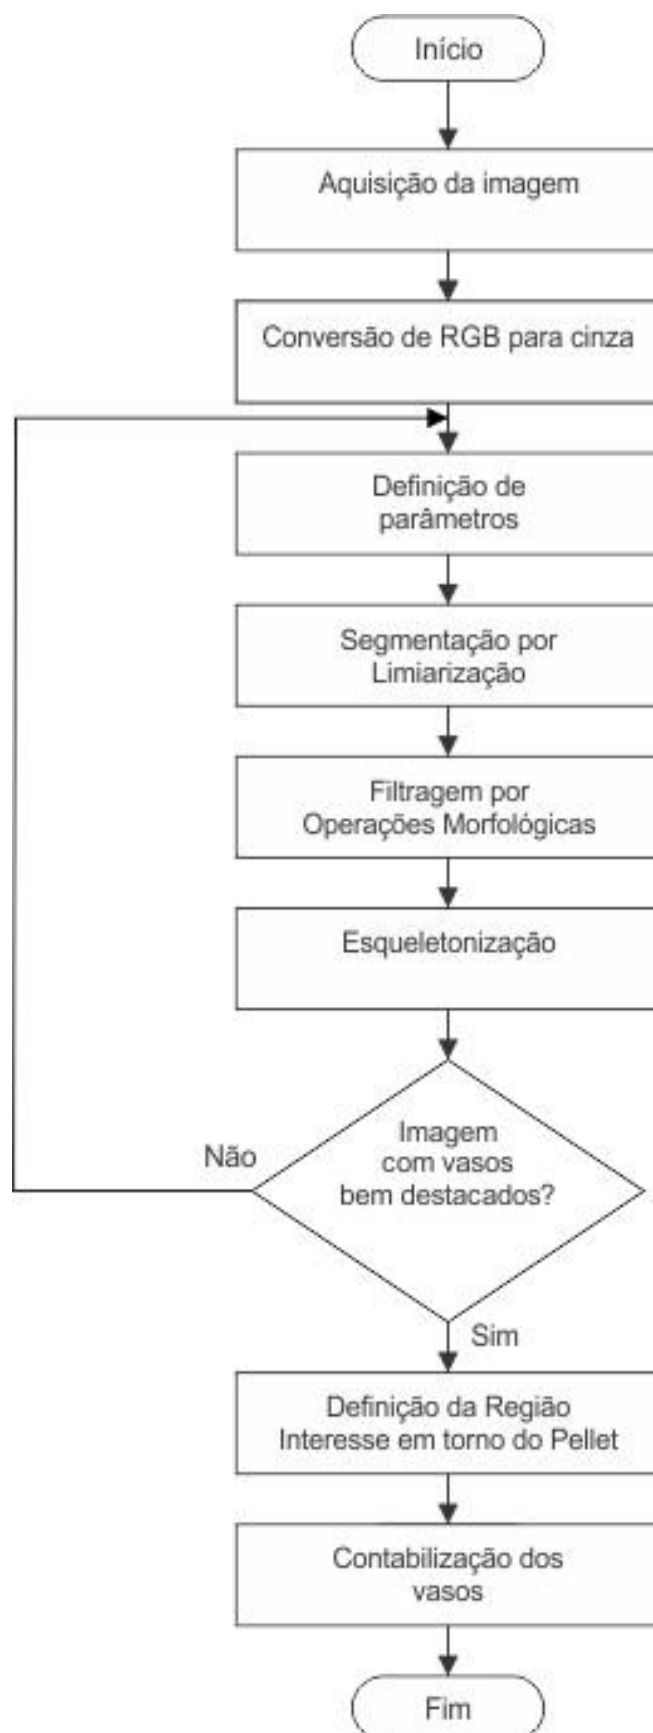 Início
Aquisição da imagem
Conversão de RGB para cinza
Definição de
parâmetros
Segmentação por
Limiarização
Filtragem por
Operações Morfológicas
Esqueletonização
Imagem
com vasos
bem destacados?
Não
Sim
Definição da Região
Interesse em torno do Pellet
Contabilização dos
vasos
Fim